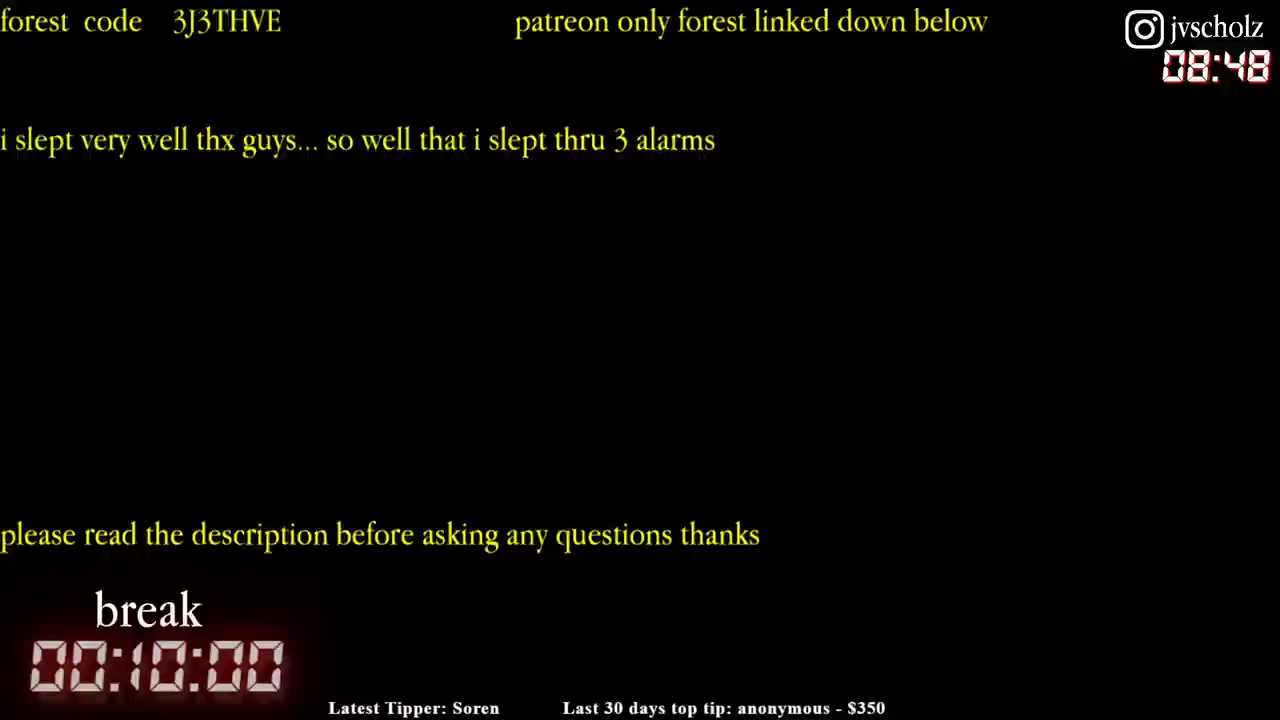 forest code 3J3THVE patreon only forest linked down below jvscholz
08:48
i slept very well thx guys... so well that i slept thru 3 alarms
please read the description before asking any questions thanks
break
00:10:00
Latest Tipper: Soren Last 30 days top tip: anonymous - $350